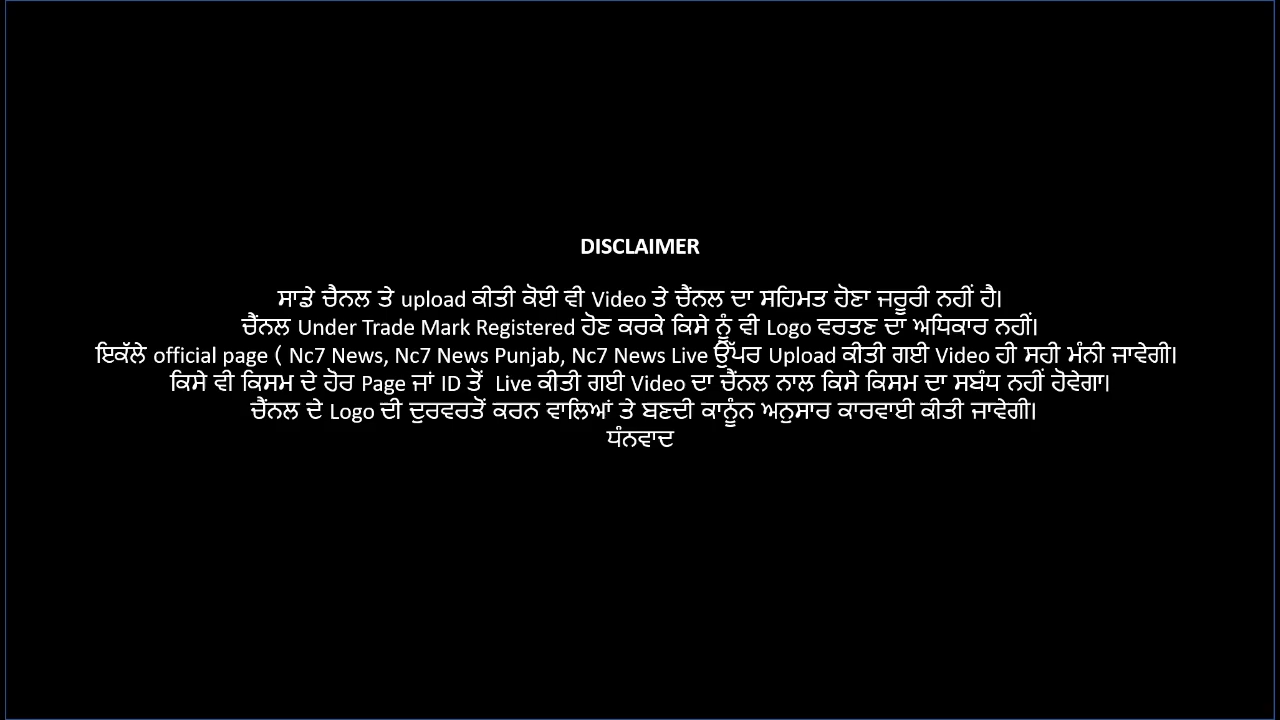 DISCLAIMER
ਸਾਡੇ ਚੈਨਲ ਤੇ upload ਕੀਤੀ ਕੋਈ ਵੀ Video ਤੇ ਚੈਂਨਲ ਦਾ ਸਹਿਮਤ ਹੋਣਾ ਜਰੂਰੀ ਨਹੀਂ ਹੈ।
ਚੈਂਨਲ Under Trade Mark Registered ਹੋਣ ਕਰਕੇ ਕਿਸੇ ਨੂੰ ਵੀ Logo ਵਰਤਣ ਦਾ ਅਧਿਕਾਰ ਨਹੀਂ।
ਇਕੱਲੇ official page ( Nc7 News, Nc7 News Punjab, Nc7 News Live ਉੱਪਰ Upload ਕੀਤੀ ਗਈ Video ਹੀ ਸਹੀ ਮੰਨੀ ਜਾਵੇਗੀ।
ਕਿਸੇ ਵੀ ਕਿਸਮ ਦੇ ਹੋਰ Page ਜਾਂ ID ਤੋਂ Live ਕੀਤੀ ਗਈ Video ਦਾ ਚੈਂਨਲ ਨਾਲ ਕਿਸੇ ਕਿਸਮ ਦਾ ਸਬੰਧ ਨਹੀਂ ਹੋਵੇਗਾ।
ਚੈਂਨਲ ਦੇ Logo ਦੀ ਦੁਰਵਰਤੋਂ ਕਰਨ ਵਾਲਿਆਂ ਤੇ ਬਣਦੀ ਕਾਨੂੰਨ ਅਨੁਸਾਰ ਕਾਰਵਾਈ ਕੀਤੀ ਜਾਵੇਗੀ।
ਧੰਨਵਾਦ